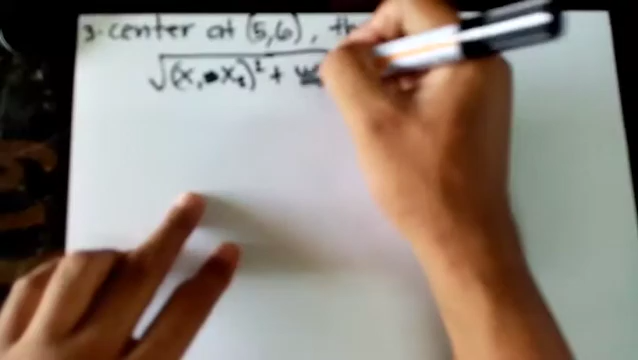 3. center at (5,6), th
√(x₁-x₂)² +